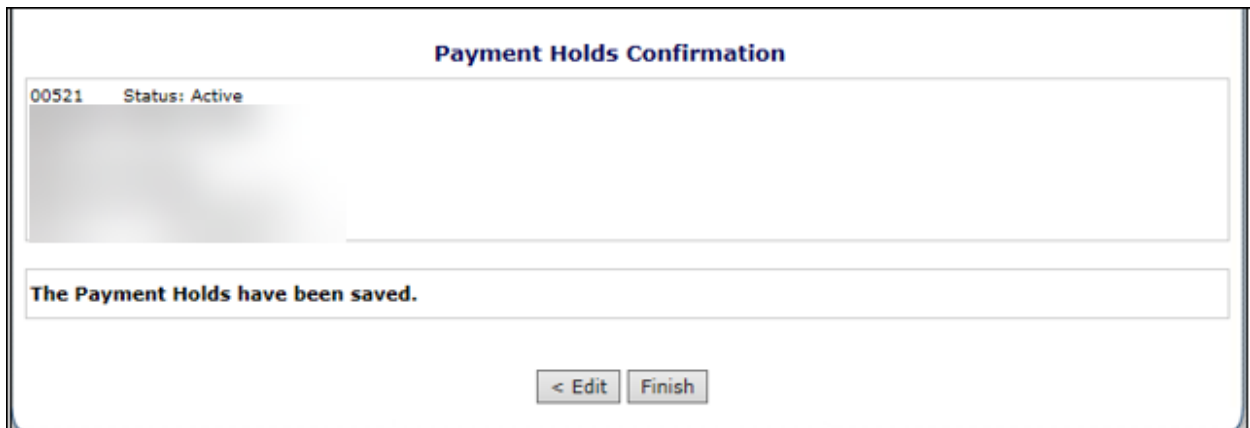 Payment Holds Confirmation
00521 Status: Active
The Payment Holds have been saved.
< Edit Finish